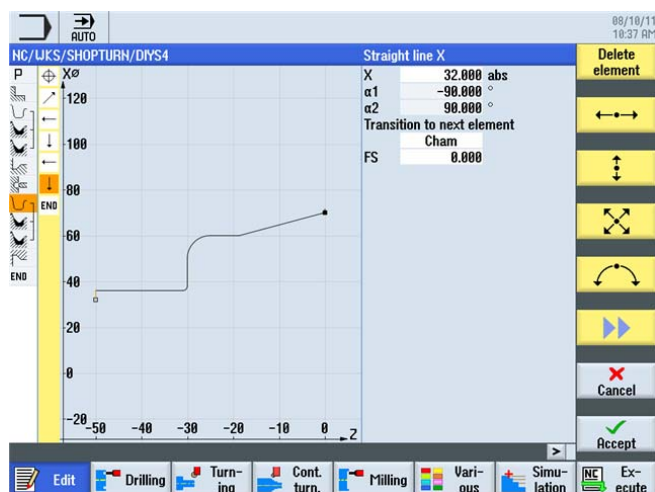 08/10/11
10:37 AM
AUTO
NC/WKS/SHOPTURN/DIYS4
Straight line X
Delete
element
P
XØ
X 32.000 abs
α1 -90.000 °
α2 90.000 °
Transition to next element
Cham
FS 0.000
120
100
80
END
60
END
40
20
0
-20
-50 -40 -30 -20 -10 0 Z
Cancel
Accept
>
Edit
Drilling
Turn-
ing
Cont.
turn.
Milling
Vari-
ous
Simu-
lation
NC
Ex-
ecute